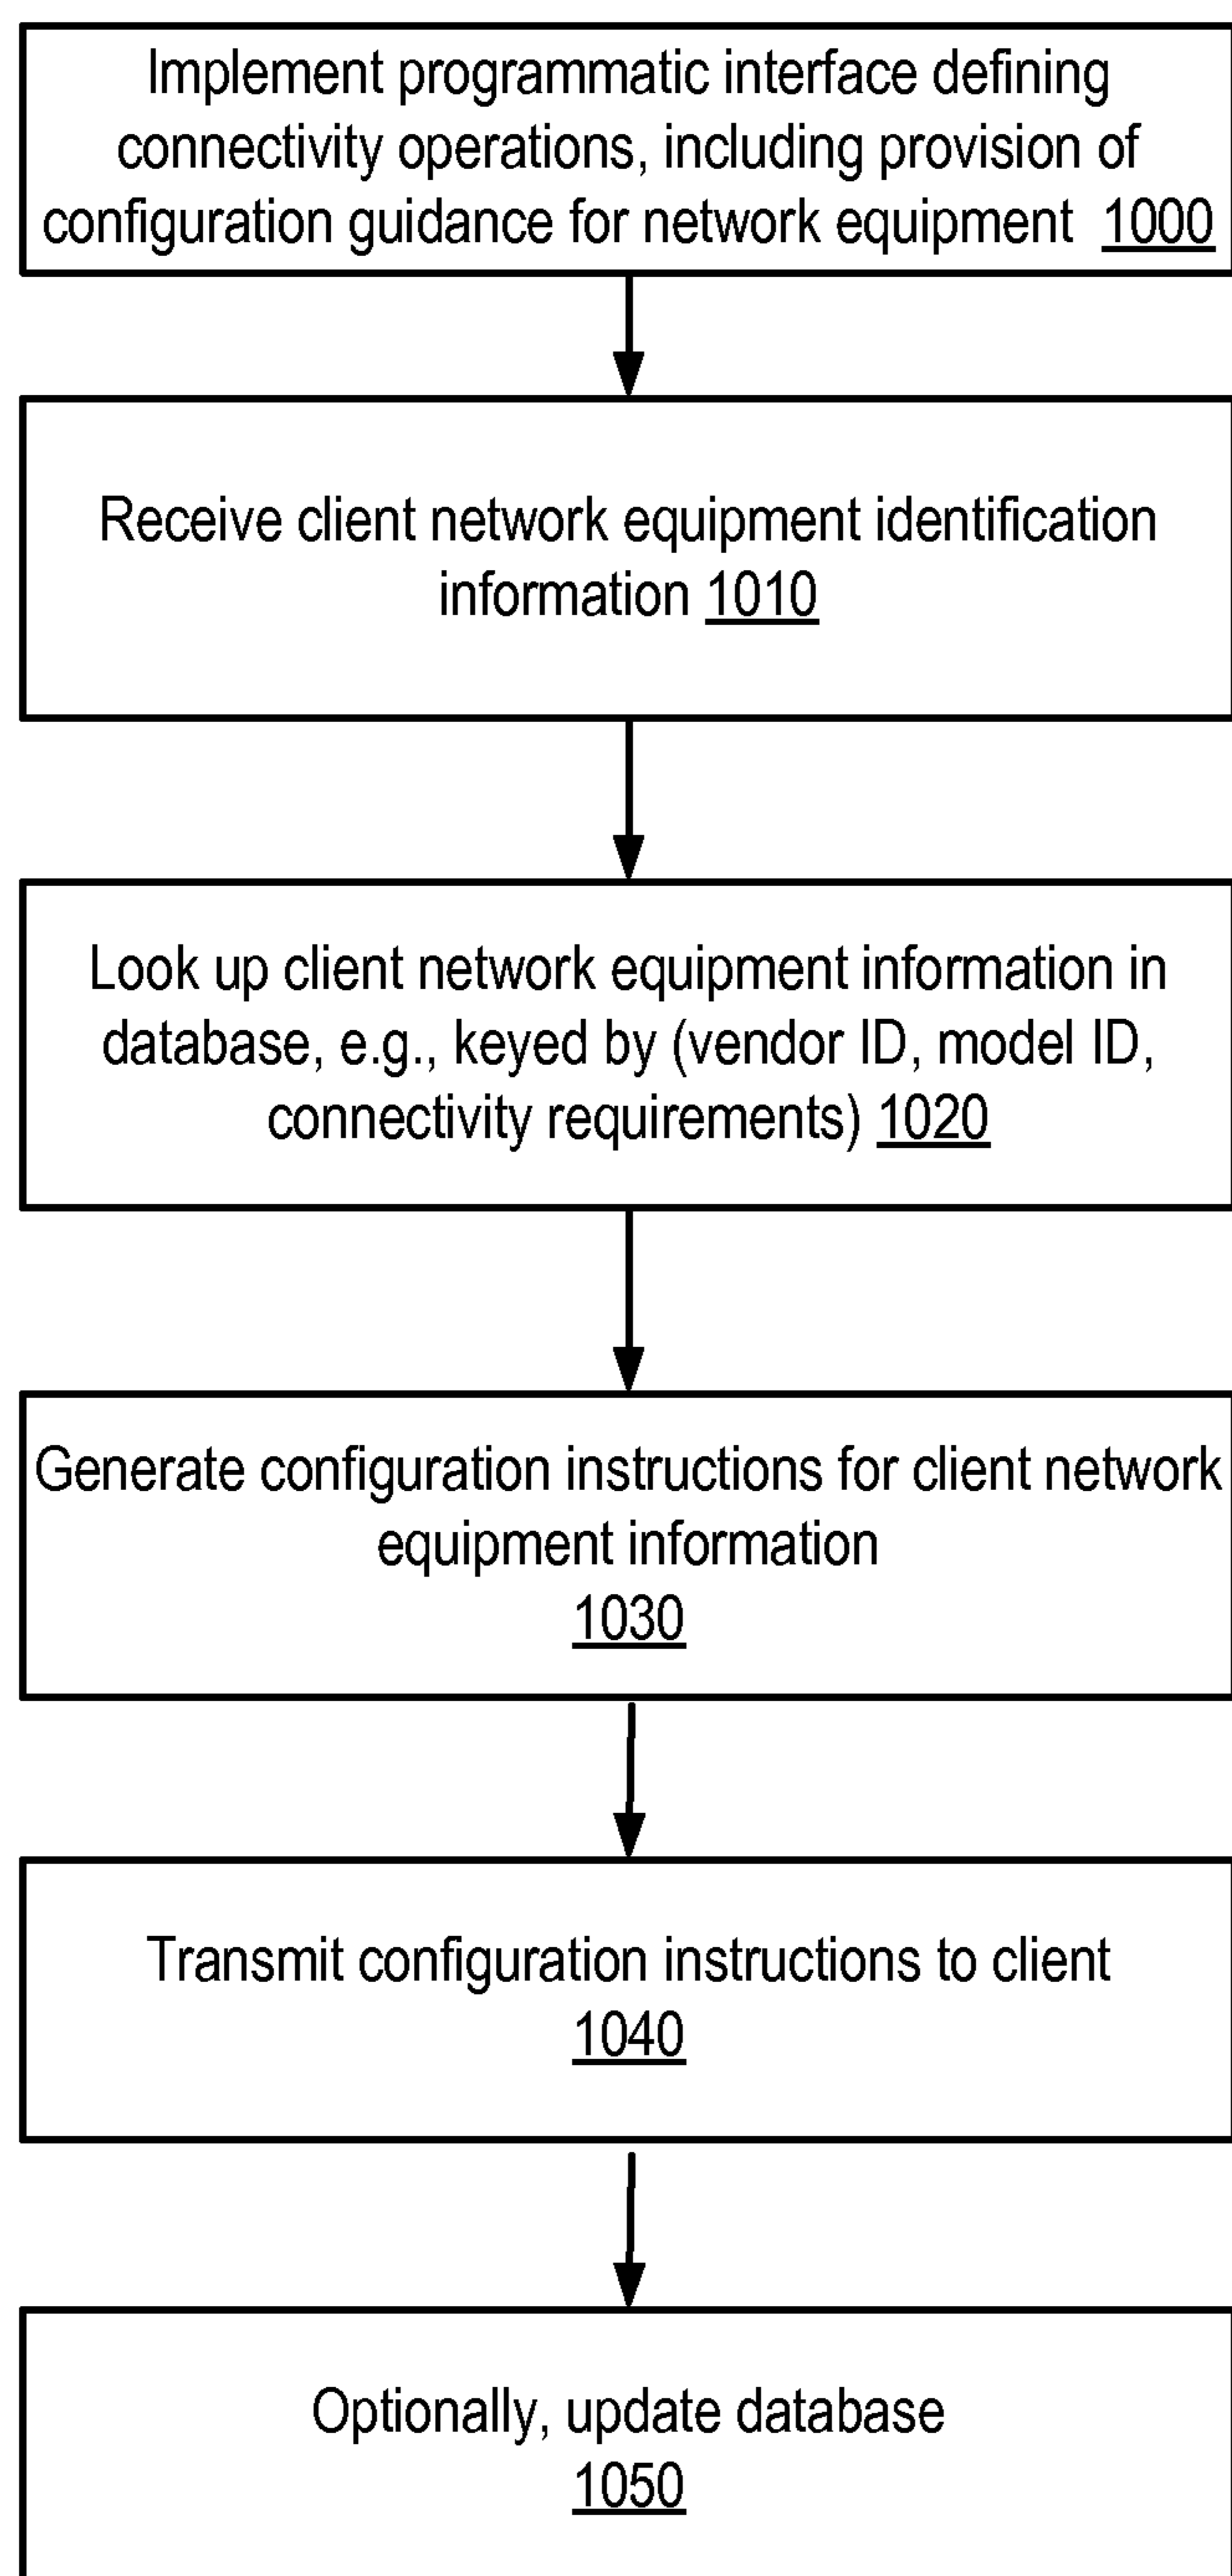 Implement programmatic interface defining
connectivity operations, including provision of
configuration guidance for network equipment 1000
Receive client network equipment identification
information 1010
Look up client network equipment information in
database, e.g., keyed by (vendor ID, model ID,
connectivity requirements) 1020
Generate configuration instructions for client network
equipment information
1030
Transmit configuration instructions to client
1040
Optionally, update database
1050